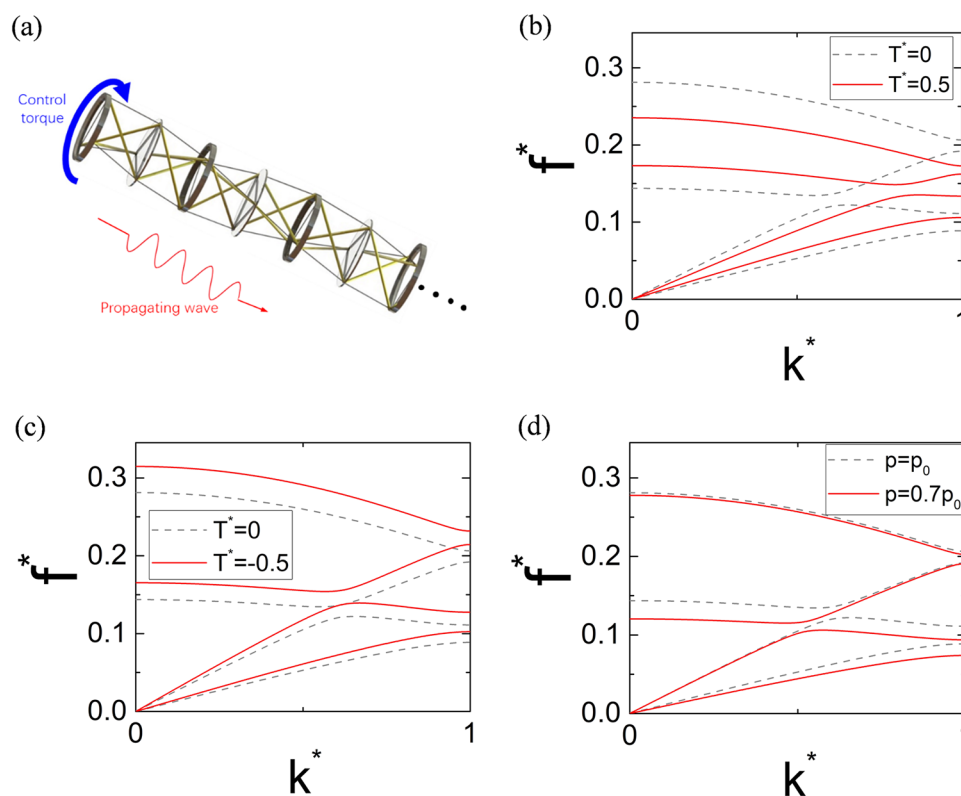 (a)
Control
torque
Propagating wave
(b)
f*
0.3
0.2
0.1
0.0
T*=0
T*=0.5
0
1
k*
(c)
f*
0.3
0.2
0.1
0.0
T*=0
T*=-0.5
0
1
k*
(d)
f*
0.3
0.2
0.1
0.0
p=p0
p=0.7p0
0
k*